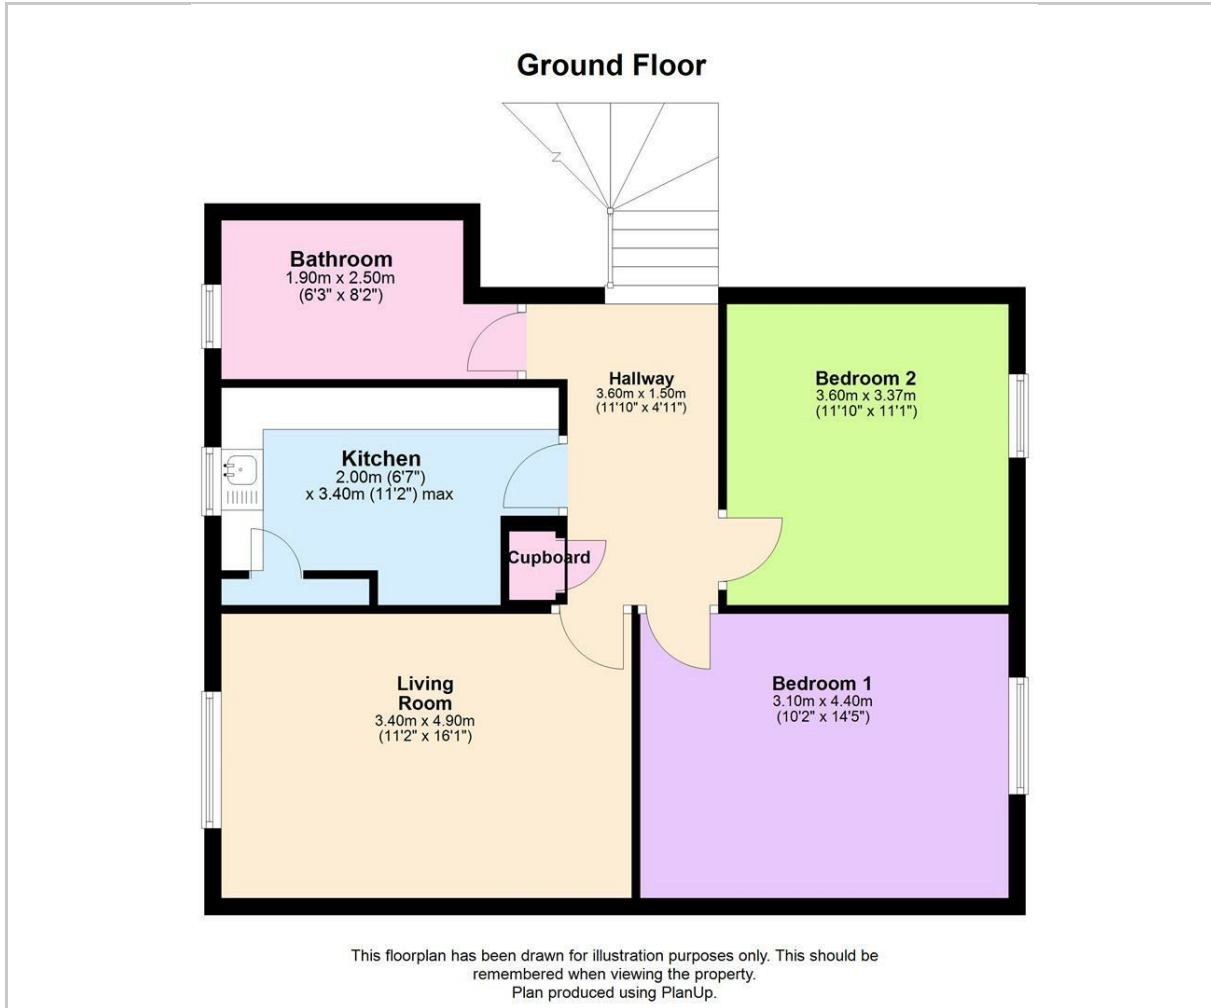 Ground Floor
Bathroom
1.90m x 2.50m
(6'3" x 8'2")
Hallway
3.60m x 1.50m
(11'10" x 4'11")
Bedroom 2
3.60m x 3.37m
(11'10" x 11'1")
Kitchen
2.00m (6'7")
x 3.40m (11'2") max
Cupboard
Living
Room
3.40m x 4.90m
(11'2" x 16'1")
Bedroom 1
3.10m x 4.40m
(10'2" x 14'5")
This floorplan has been drawn for illustration purposes only. This should be
remembered when viewing the property.
Plan produced using PlanUp.